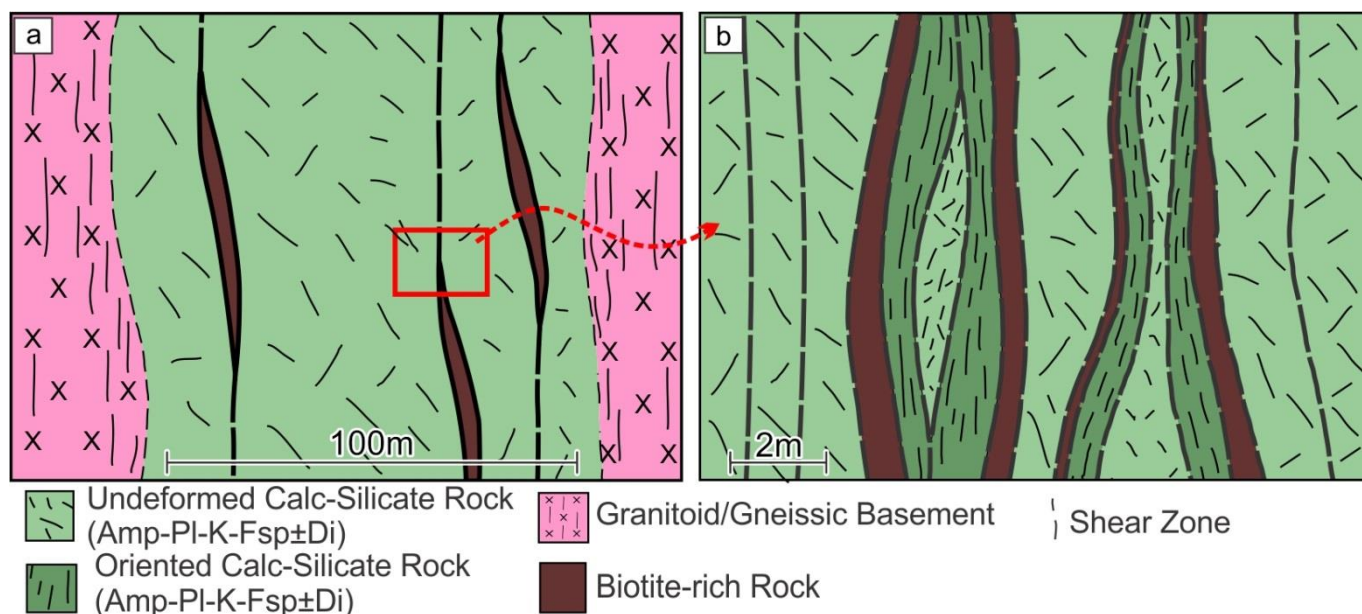 a
b
100m
2m
Undeformed Calc-Silicate Rock
(Amp-Pl-K-Fsp±Di)
Oriented Calc-Silicate Rock
(Amp-Pl-K-Fsp±Di)
Granitoid/Gneissic Basement
Biotite-rich Rock
Shear Zone